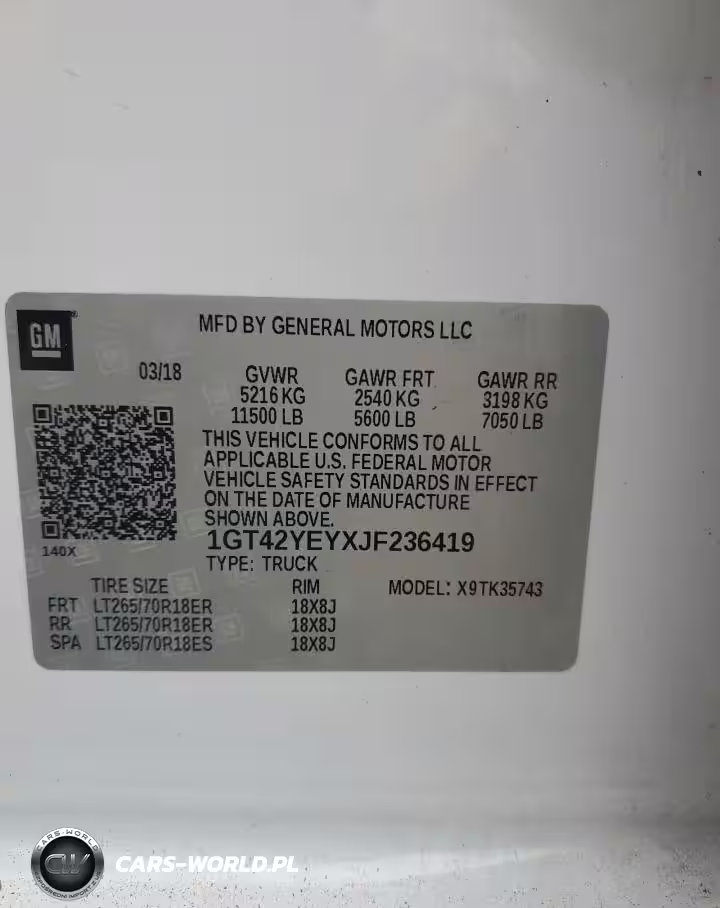 GM
MFD BY GENERAL MOTORS LLC
03/18 GVWR GAWR FRT GAWR RR
5216 KG 2540 KG 3198 KG
11500 LB 5600 LB 7050 LB
THIS VEHICLE CONFORMS TO ALL
APPLICABLE U.S. FEDERAL MOTOR
VEHICLE SAFETY STANDARDS IN EFFECT
ON THE DATE OF MANUFACTURE
SHOWN ABOVE.
1GT42YEYXJF236419
140X
TYPE: TRUCK
TIRE SIZE RIM MODEL: X9TK35743
FRT LT265/70R18ER 18X8J
RR LT265/70R18ER 18X8J
SPA LT265/70R18ES 18X8J
CARS-WORLD
CW
CARS-WORLD.PL